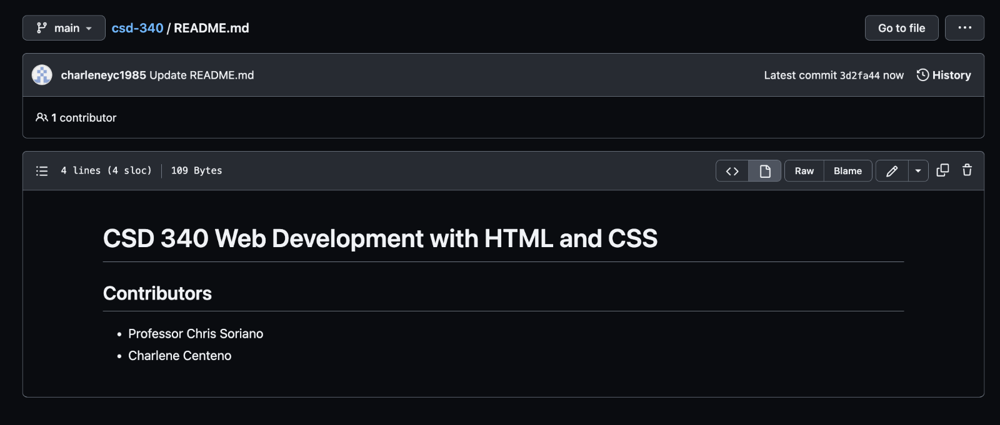 main csd-340 / README.md Go to file ...
charleneyc1985 Update README.md Latest commit 3d2fa44 now History
1 contributor
4 lines (4 sloc) 109 Bytes <> Raw Blame
CSD 340 Web Development with HTML and CSS
Contributors
• Professor Chris Soriano
• Charlene Centeno